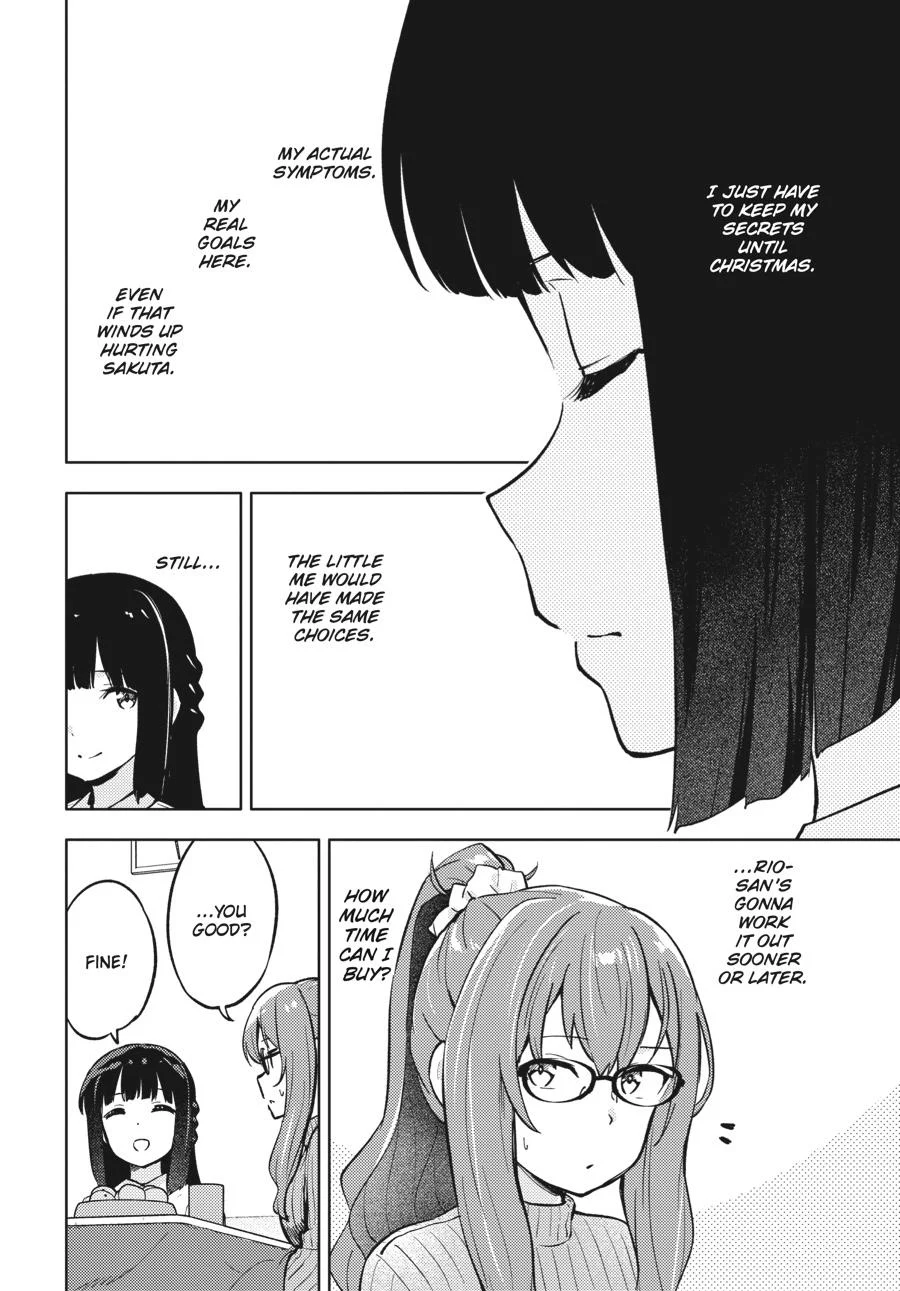 I JUST HAVE
TO KEEP MY
SECRETS
UNTIL
CHRISTMAS.
MY ACTUAL
SYMPTOMS.
MY
REAL
GOALS
HERE.
EVEN
IF THAT
WINDS UP
HURTING
SAKUTA.
THE LITTLE
ME WOULD
HAVE MADE
THE SAME
CHOICES.
STILL...
...RIO-
SAN'S
GONNA
WORK
IT OUT
SOONER
OR LATER.
HOW
MUCH
TIME
CAN I
BUY?
...YOU
GOOD?
FINE!